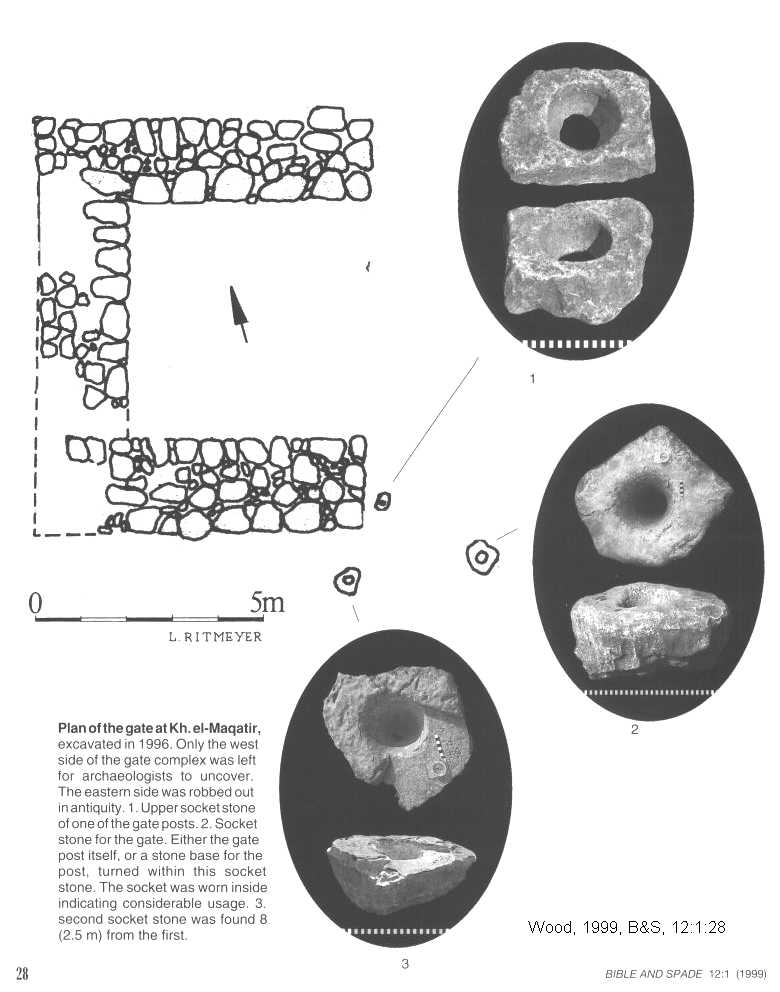 1
2
0 5m
L. RITMEYER
Plan of the gate at Kh. el-Maqatir,
excavated in 1996. Only the west
side of the gate complex was left
for archaeologists to uncover.
The eastern side was robbed out
in antiquity. 1. Upper socket stone
of one of the gate posts. 2. Socket
stone for the gate. Either the gate
post itself, or a stone base for the
post, turned within this socket
stone. The socket was worn inside
indicating considerable usage. 3.
second socket stone was found 8
(2.5 m) from the first.
3
Wood, 1999, B&S, 12:1:28
28
BIBLE AND SPADE 12:1 (1999)